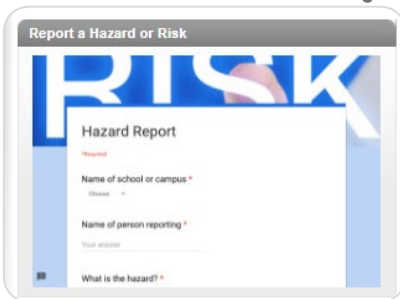 Report a Hazard or Risk
RISK
Hazard Report
*Required
Name of school or campus *
Choose
Name of person reporting *
Your answer
What is the hazard? *